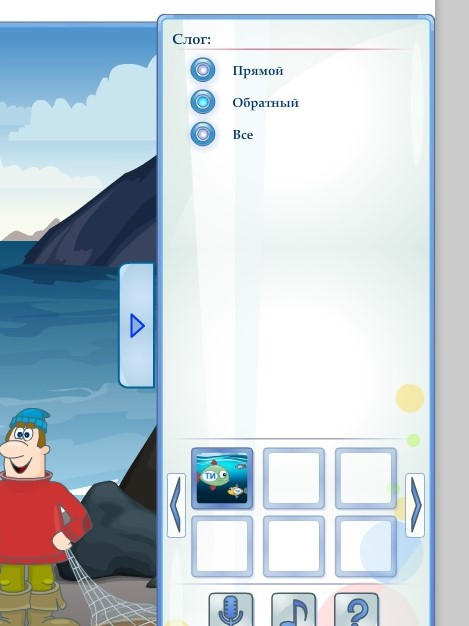 Слог:
Прямой
Обратный
Все
ТИ
?